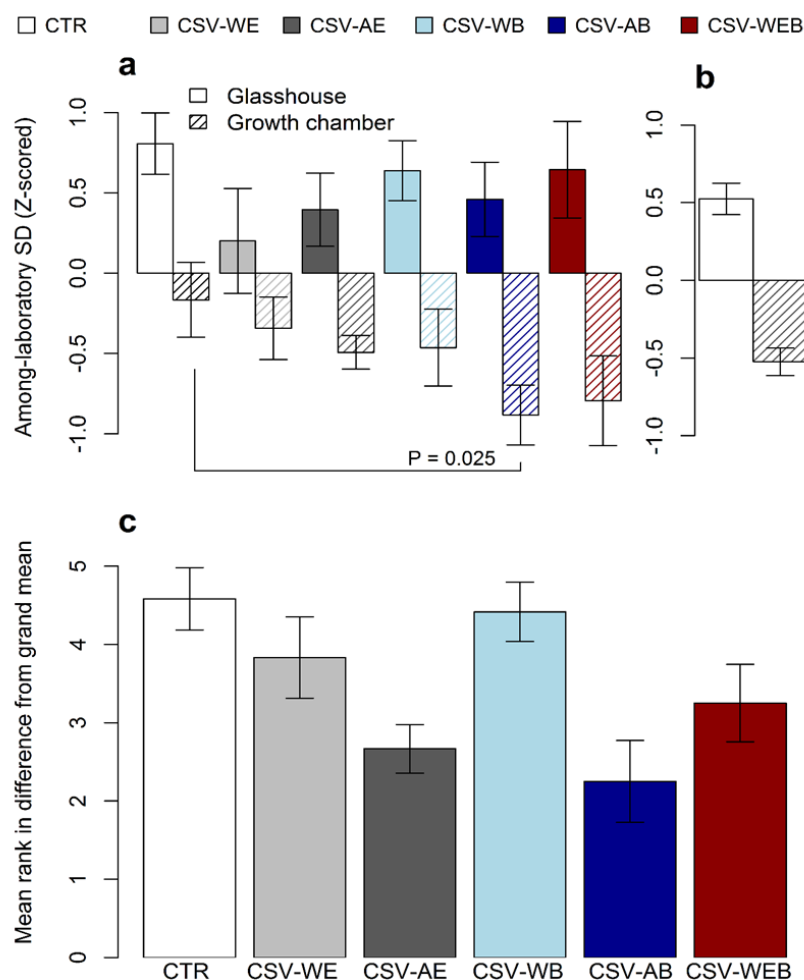 CTR CSV-WE CSV-AE CSV-WB CSV-AB CSV-WEB
a b
Glasshouse
Growth chamber
Among-laboratory SD (Z-scored)
1.0
0.5
0.0
-0.5
-1.0
1.0
0.5
0.0
-0.5
-1.0
P = 0.025
c
Mean rank in difference from grand mean
5
4
3
2
1
0
CTR CSV-WE CSV-AE CSV-WB CSV-AB CSV-WEB